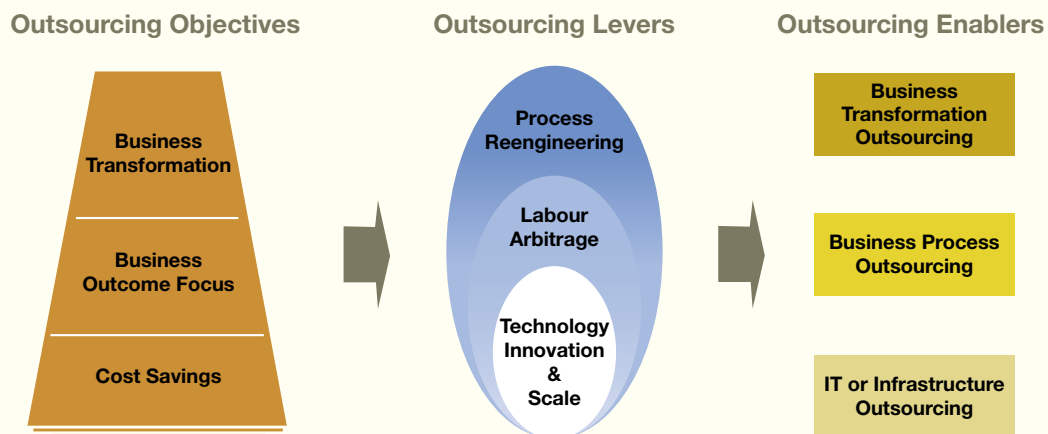 Outsourcing Objectives
Business
Transformation
Business
Outcome Focus
Cost Savings
Outsourcing Levers
Process
Reengineering
Labour
Arbitrage
Technology
Innovation
&
Scale
Outsourcing Enablers
Business
Transformation
Outsourcing
Business Process
Outsourcing
IT or Infrastructure
Outsourcing